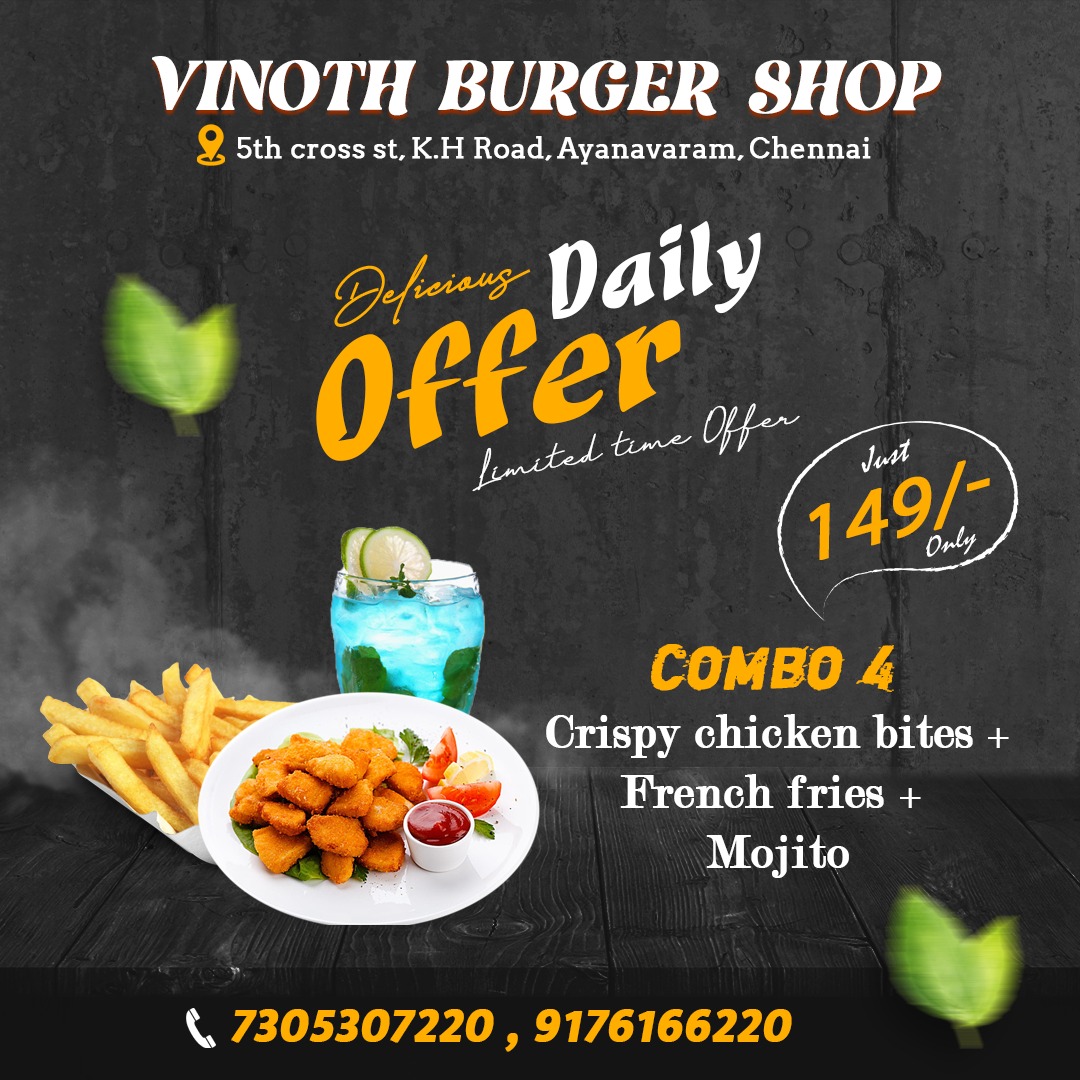 VINOTH BURGER SHOP
5th cross st, K.H Road, Ayanavaram, Chennai
Delicious Daily
Offer
Limited time Offer
Just
149/-
Only
COMBO 4
Crispy chicken bites +
French fries +
Mojito
7305307220 , 9176166220